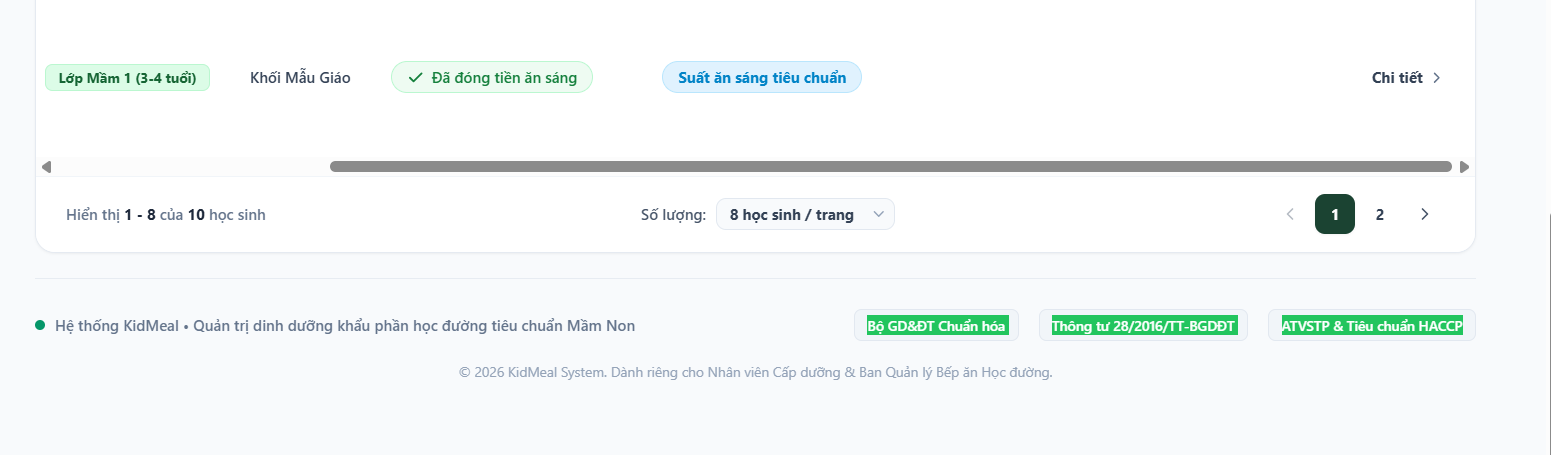 Lớp Mầm 1 (3-4 tuổi) Khối Mẫu Giáo Đã đóng tiền ăn sáng Suất ăn sáng tiêu chuẩn Chi tiết
Hiển thị 1 - 8 của 10 học sinh Số lượng: 8 học sinh / trang 1 2
Hệ thống KidMeal • Quản trị dinh dưỡng khẩu phần học đường tiêu chuẩn Mầm Non Bộ GD&ĐT Chuẩn hóa Thông tư 28/2016/TT-BGDĐT ATVSTP & Tiêu chuẩn HACCP
© 2026 KidMeal System. Dành riêng cho Nhân viên Cấp dưỡng & Ban Quản lý Bếp ăn Học đường.